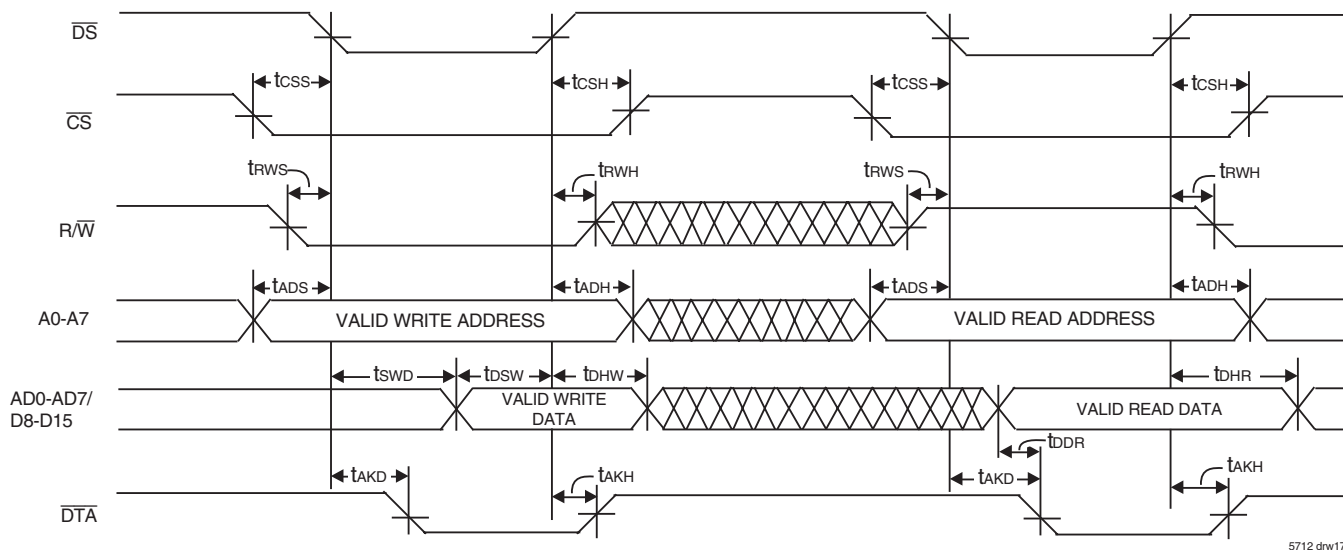 DS
tCSS
tCSH
tCSS
tCSH
CS
tRWS
tRWH
tRWS
tRWH
R/W
tADS
tADH
tADS
tADH
A0-A7
VALID WRITE ADDRESS
VALID READ ADDRESS
tSWD
tDSW
tDHW
tDHR
AD0-AD7/
D8-D15
VALID WRITE
DATA
VALID READ DATA
tDDR
tAKD
tAKH
tAKD
tAKH
DTA
5712 drw17